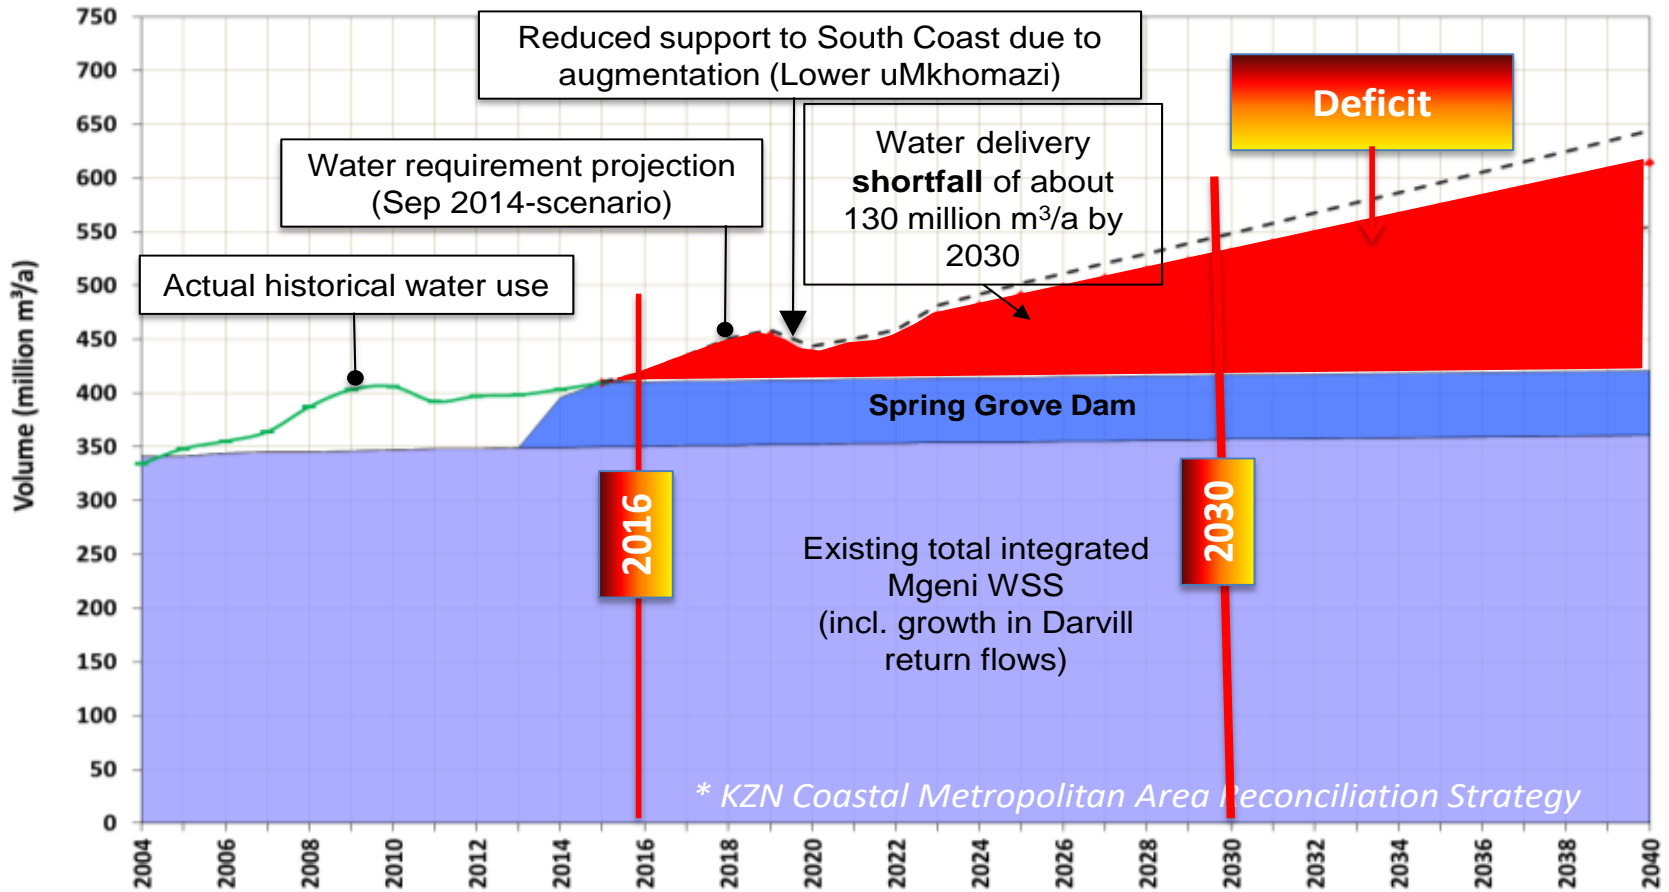 Reduced support to South Coast due to
augmentation (Lower uMkhomazi)
Deficit
Water delivery
shortfall of about
130 million m³/a by
2030
Water requirement projection
(Sep 2014-scenario)
Actual historical water use
Spring Grove Dam
2016
2030
Existing total integrated
Mgeni WSS
(incl. growth in Darvill
return flows)
* KZN Coastal Metropolitan Area Reconciliation Strategy
Volume (million m³/a)
750
700
650
600
550
500
450
400
350
300
250
200
150
100
50
0
2004
2006
2008
2010
2012
2014
2016
2018
2020
2022
2024
2026
2028
2030
2032
2034
2036
2038
2040